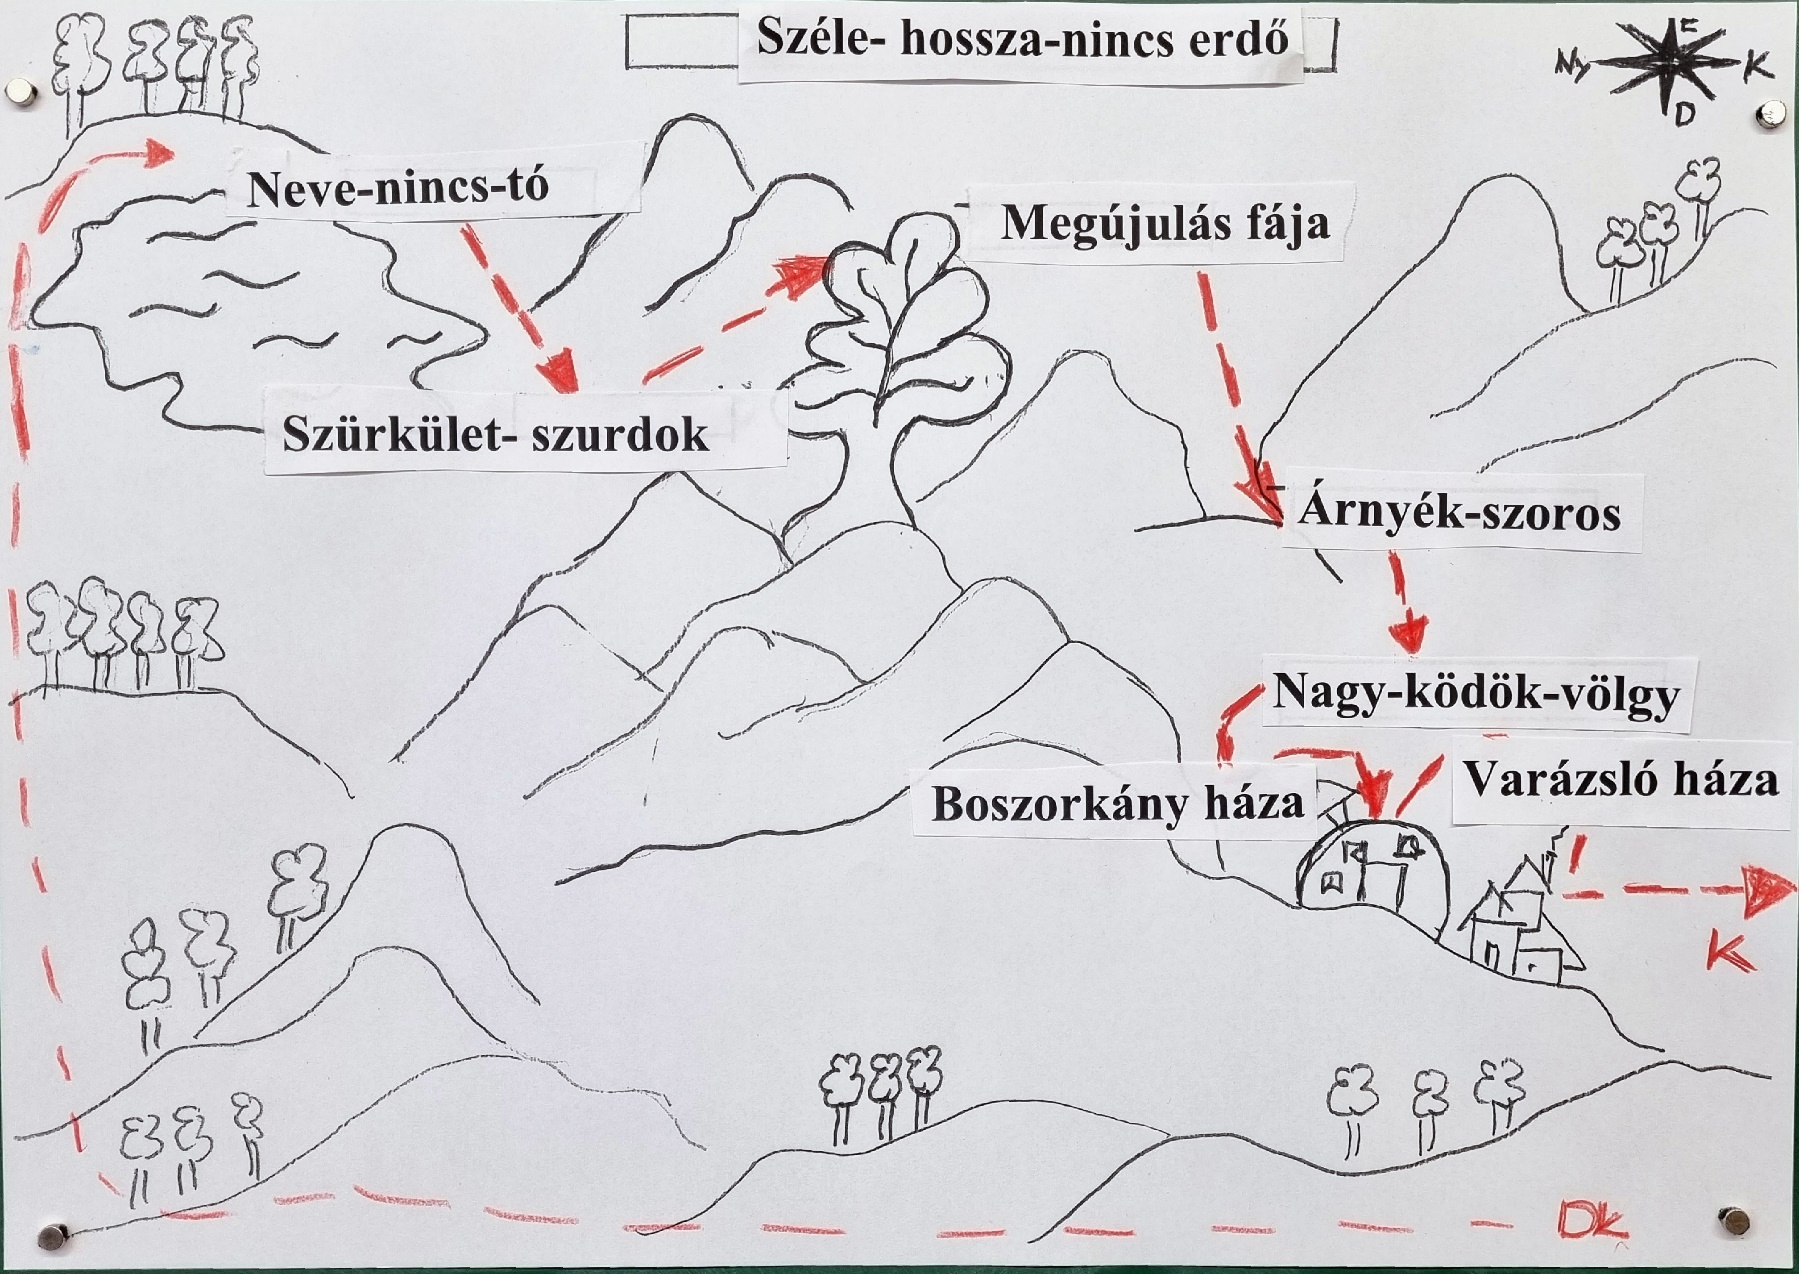 Széle- hossza-nincs erdő
É
Ny
K
D
Neve-nincs-tó
Megújulás fája
Szürkület- szurdok
Árnyék-szoros
Nagy-ködök-völgy
Varázsló háza
Boszorkány háza
K
DK